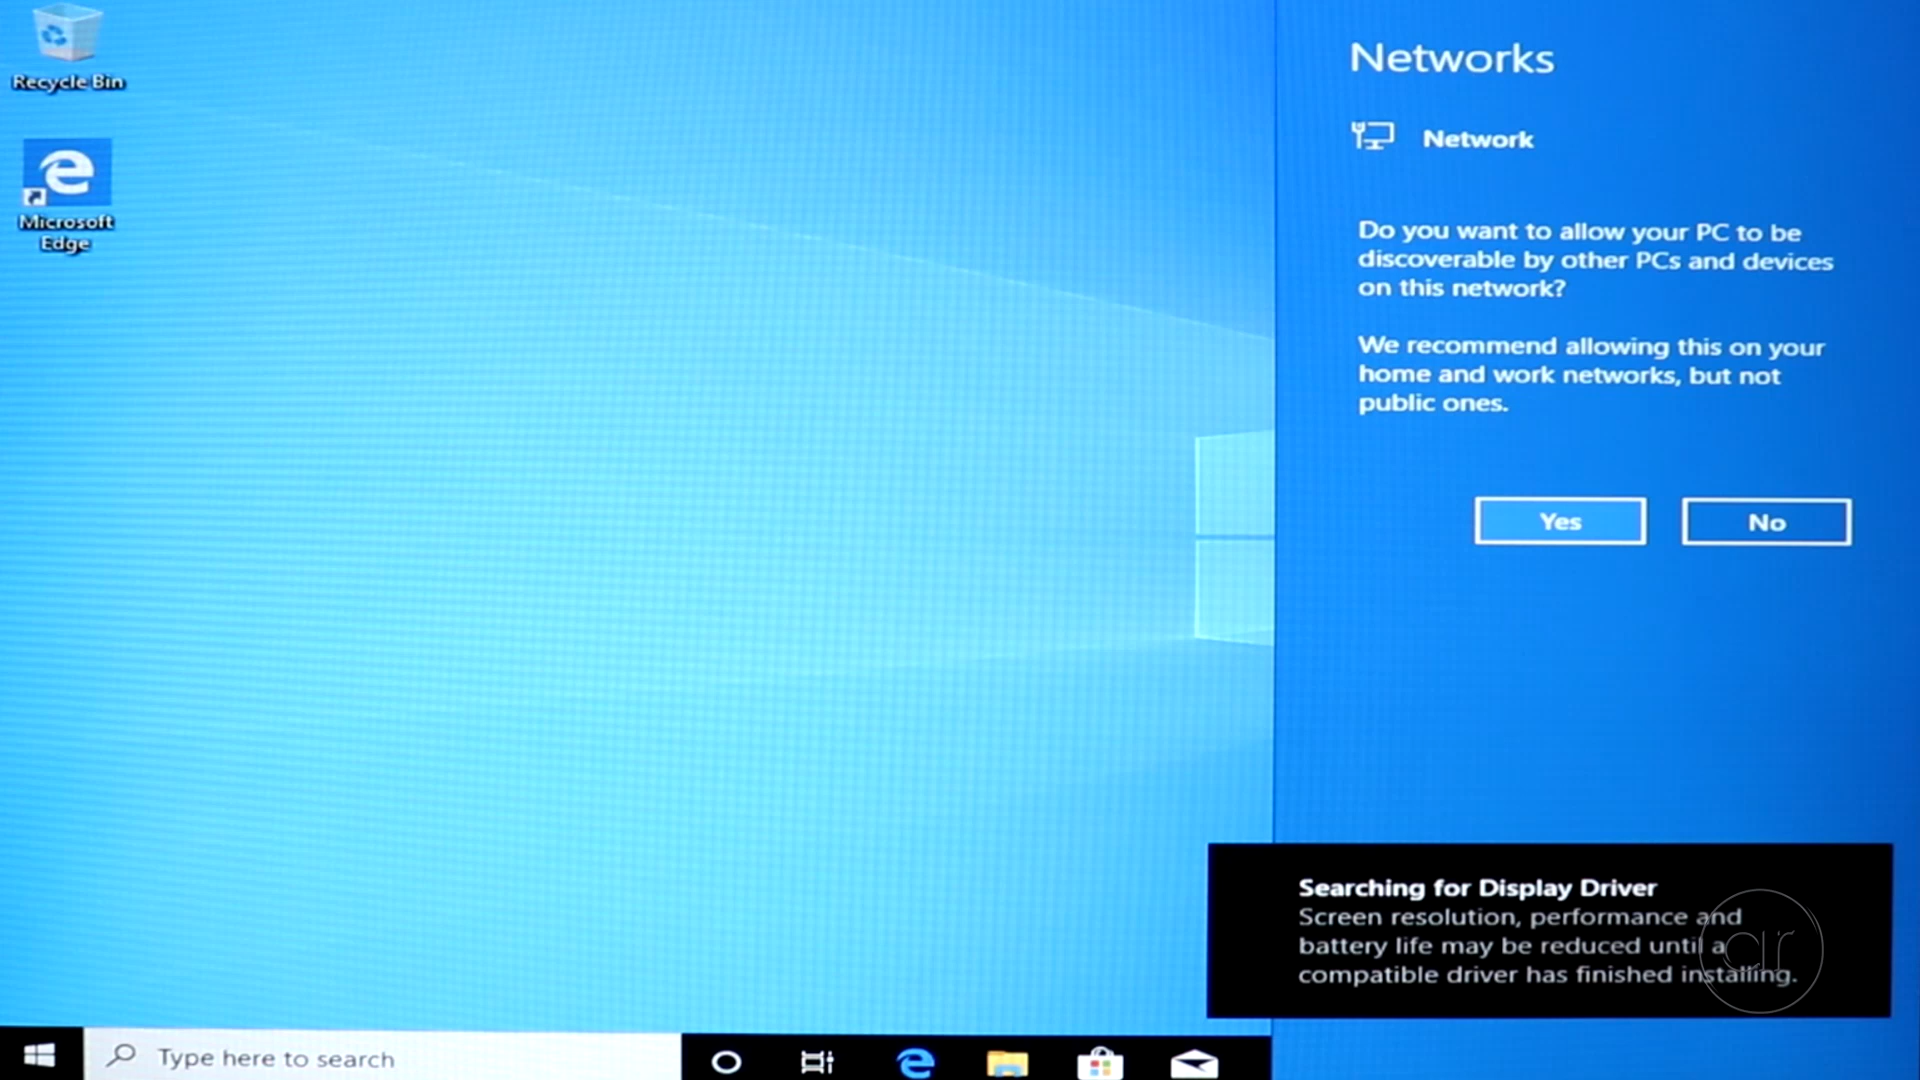 Recycle Bin
Microsoft
Edge
Networks
Network
Do you want to allow your PC to be
discoverable by other PCs and devices
on this network?
We recommend allowing this on your
home and work networks, but not
public ones.
Yes
No
Searching for Display Driver
Screen resolution, performance and
battery life may be reduced until a
compatible driver has finished installing.
ar
Type here to search